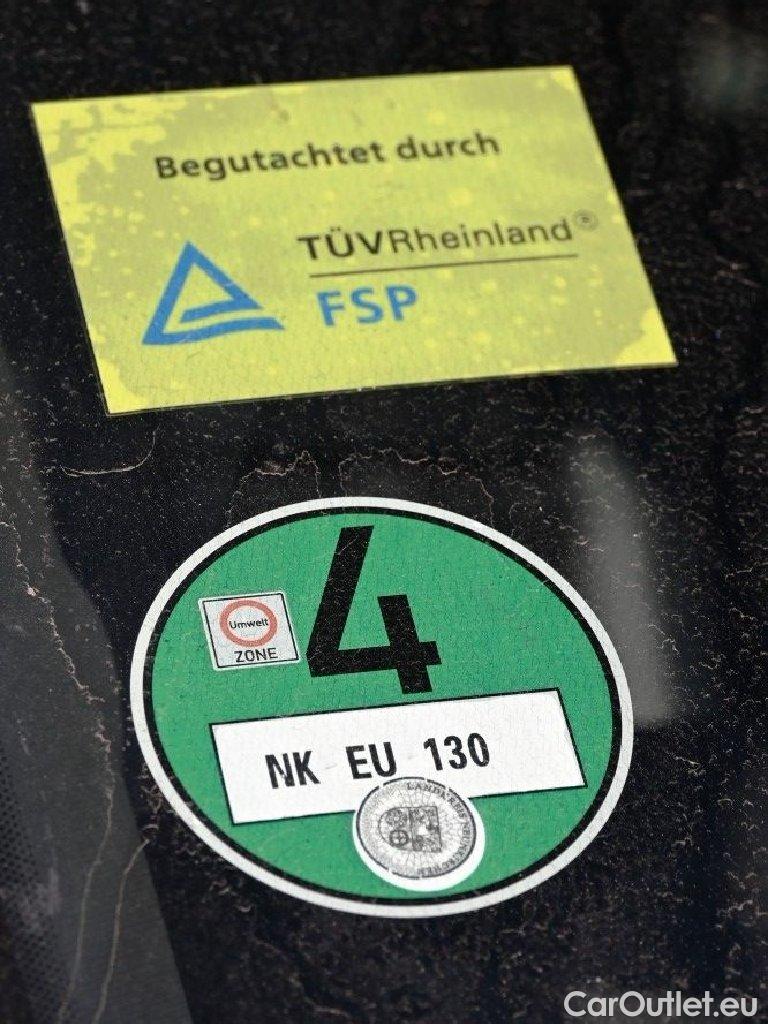 Begutachtet durch
TÜVRheinland®
FSP
4
Umwelt
ZONE
NK EU 130
CarOutlet.eu